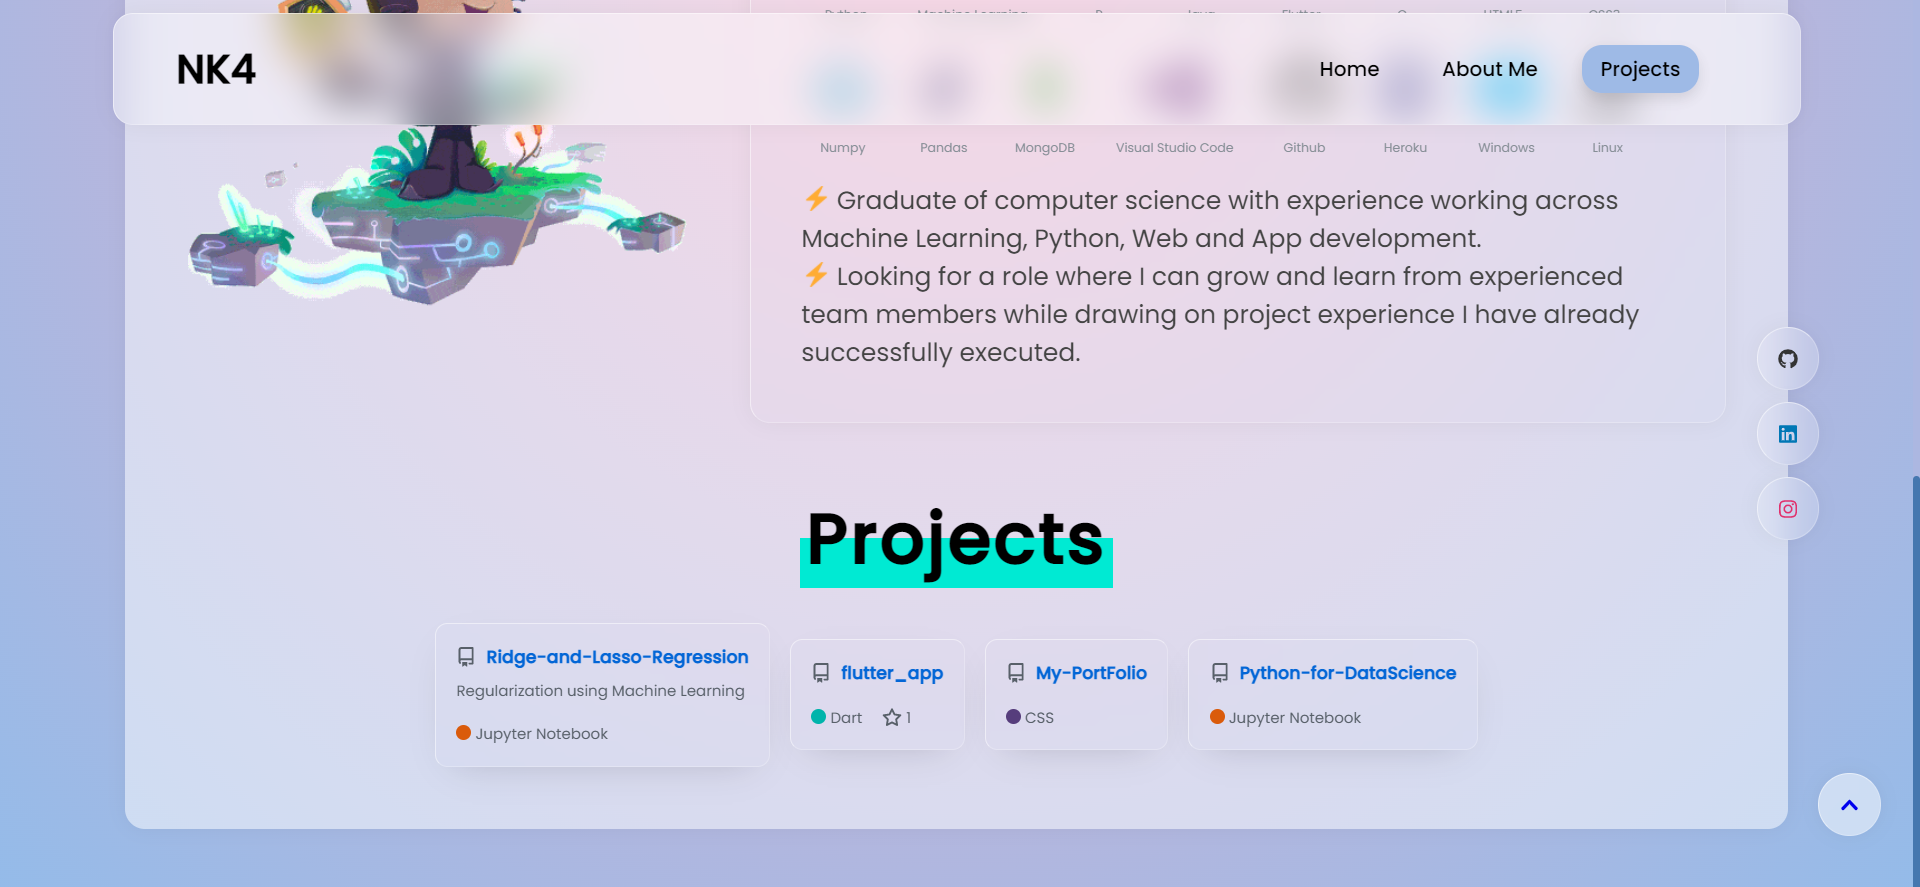 NK4
Home About Me Projects
Numpy Pandas MongoDB Visual Studio Code Github Heroku Windows Linux
⚡ Graduate of computer science with experience working across
Machine Learning, Python, Web and App development.
⚡ Looking for a role where I can grow and learn from experienced
team members while drawing on project experience I have already
successfully executed.
Projects
Ridge-and-Lasso-Regression
Regularization using Machine Learning
Jupyter Notebook
flutter_app
Dart 1
My-PortFolio
CSS
Python-for-DataScience
Jupyter Notebook